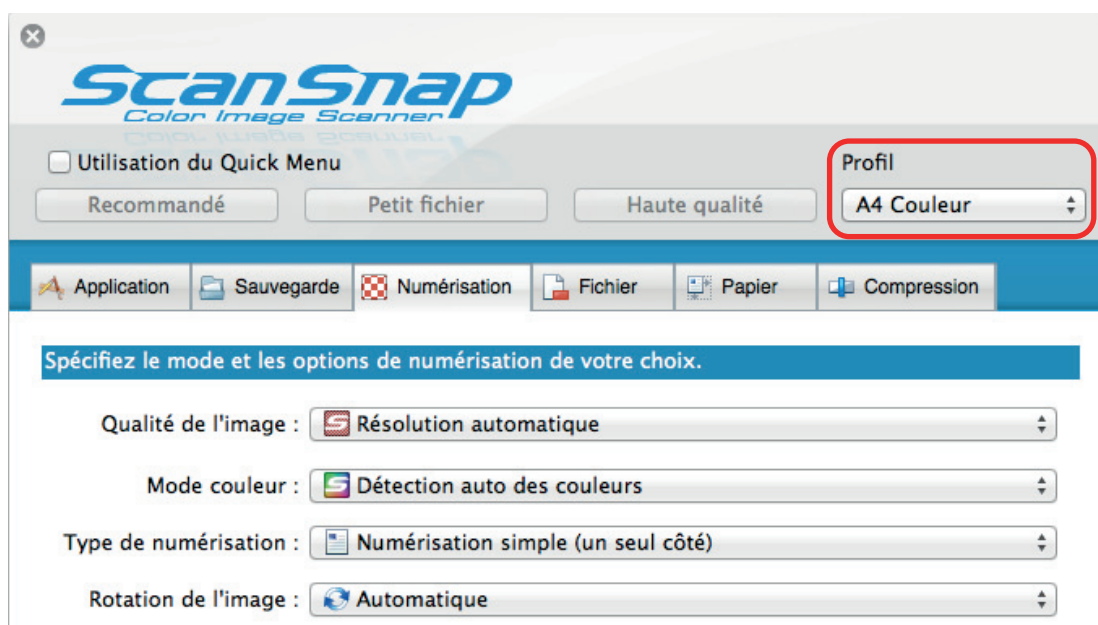 ScanSnap
Color Image Scanner
Utilisation du Quick Menu
Profil
Recommandé
Petit fichier
Haute qualité
A4 Couleur
Application
Sauvegarde
Numérisation
Fichier
Papier
Compression
Spécifiez le mode et les options de numérisation de votre choix.
Qualité de l'image : Résolution automatique
Mode couleur : Détection auto des couleurs
Type de numérisation : Numérisation simple (un seul côté)
Rotation de l'image : Automatique